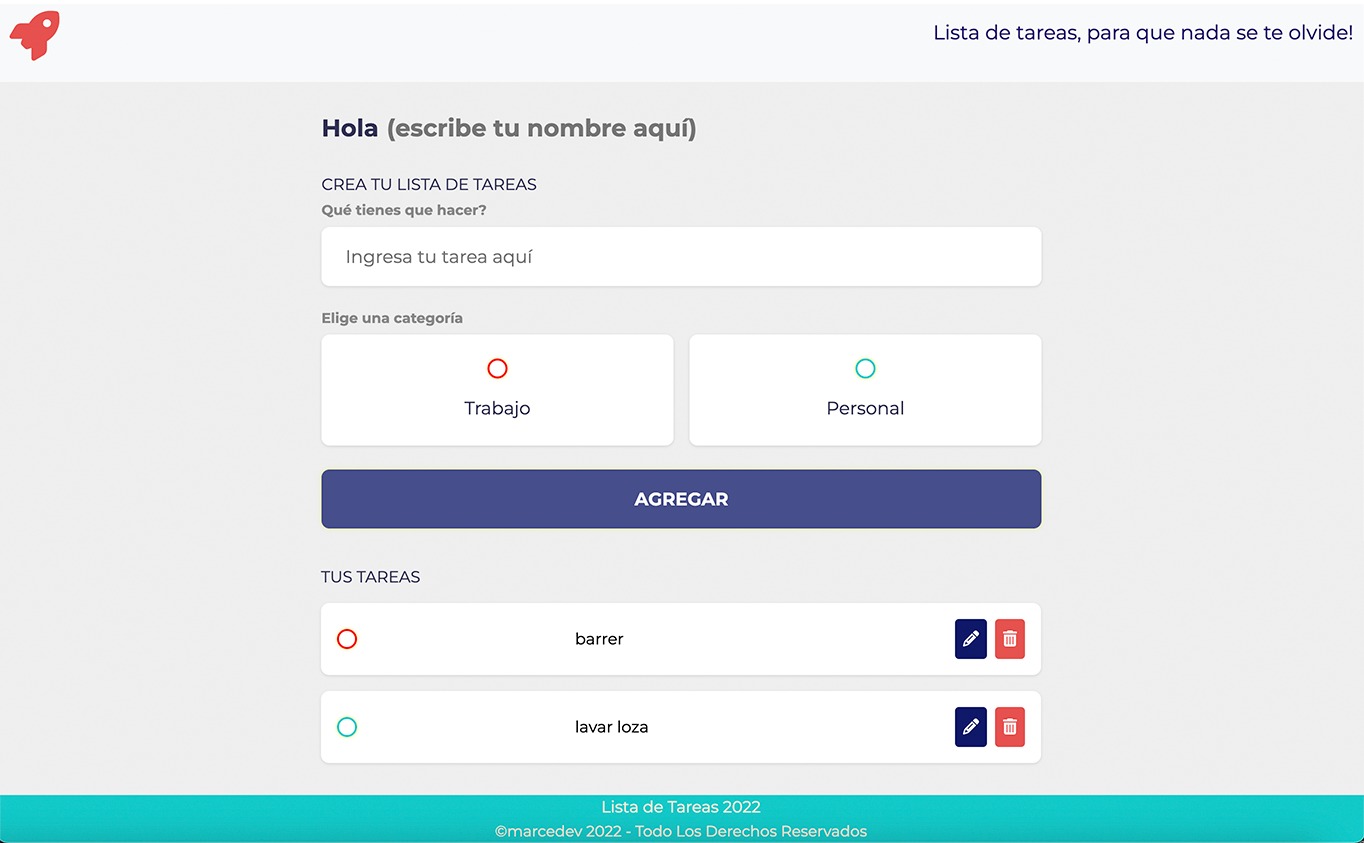 Lista de tareas, para que nada se te olvide!
Hola (escribe tu nombre aquí)
CREA TU LISTA DE TAREAS
Qué tienes que hacer?
Ingresa tu tarea aquí
Elige una categoría
Trabajo
Personal
AGREGAR
TUS TAREAS
barrer
lavar loza
Lista de Tareas 2022
©marcedev 2022 - Todo Los Derechos Reservados